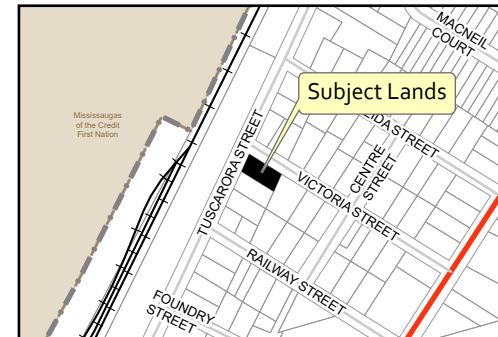 MACNEIL
COURT
Subject Lands
Mississaugas
of the Credit
First Nation
IDA STREET
TUSCARORA STREET
CENTRE
STREET
VICTORIA STREET
RAILWAY STREET
FOUNDRY
STREET